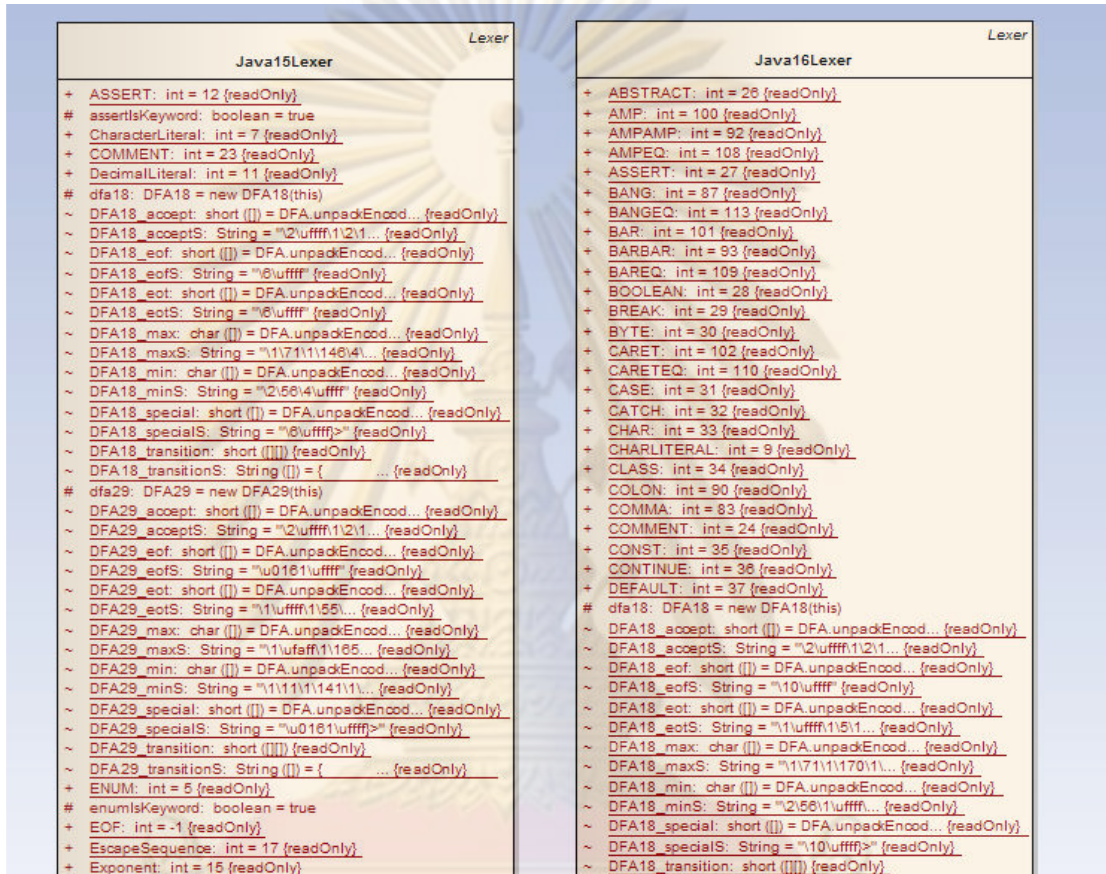 Lexer
Java15Lexer
+ ASSERT: int = 12 {readOnly}
# assertIsKeyword: boolean = true
+ CharacterLiteral: int = 7 {readOnly}
+ COMMENT: int = 23 {readOnly}
+ DecimalLiteral: int = 11 {readOnly}
# dfa18: DFA18 = new DFA18(this)
~ DFA18_accept: short ([]) = DFA.unpackEncod... {readOnly}
~ DFA18_acceptS: String = "\2\uffff\1\2\1... {readOnly}
~ DFA18_eof: short ([]) = DFA.unpackEncod... {readOnly}
~ DFA18_eofS: String = "\6\uffff" {readOnly}
~ DFA18_eot: short ([]) = DFA.unpackEncod... {readOnly}
~ DFA18_eotS: String = "\6\uffff" {readOnly}
~ DFA18_max: char ([]) = DFA.unpackEncod... {readOnly}
~ DFA18_maxS: String = "\1\71\1\146\4\... {readOnly}
~ DFA18_min: char ([]) = DFA.unpackEncod... {readOnly}
~ DFA18_minS: String = "\2\56\4\uffff" {readOnly}
~ DFA18_special: short ([]) = DFA.unpackEncod... {readOnly}
~ DFA18_specialS: String = "\6\uffff}>" {readOnly}
~ DFA18_transition: short ([][]) {readOnly}
~ DFA18_transitionS: String ([]) = { ... {readOnly}
# dfa29: DFA29 = new DFA29(this)
~ DFA29_accept: short ([]) = DFA.unpackEncod... {readOnly}
~ DFA29_acceptS: String = "\2\uffff\1\2\1... {readOnly}
~ DFA29_eof: short ([]) = DFA.unpackEncod... {readOnly}
~ DFA29_eofS: String = "\u0161\uffff" {readOnly}
~ DFA29_eot: short ([]) = DFA.unpackEncod... {readOnly}
~ DFA29_eotS: String = "\1\uffff\1\55\... {readOnly}
~ DFA29_max: char ([]) = DFA.unpackEncod... {readOnly}
~ DFA29_maxS: String = "\1\ufaff\1\165... {readOnly}
~ DFA29_min: char ([]) = DFA.unpackEncod... {readOnly}
~ DFA29_minS: String = "\1\11\1\141\1\... {readOnly}
~ DFA29_special: short ([]) = DFA.unpackEncod... {readOnly}
~ DFA29_specialS: String = "\u0161\uffff}>" {readOnly}
~ DFA29_transition: short ([][]) {readOnly}
~ DFA29_transitionS: String ([]) = { ... {readOnly}
+ ENUM: int = 5 {readOnly}
# enumIsKeyword: boolean = true
+ EOF: int = -1 {readOnly}
+ EscapeSequence: int = 17 {readOnly}
+ Exponent: int = 15 {readOnly}
Lexer
Java16Lexer
+ ABSTRACT: int = 26 {readOnly}
+ AMP: int = 100 {readOnly}
+ AMPAMP: int = 92 {readOnly}
+ AMPEQ: int = 108 {readOnly}
+ ASSERT: int = 27 {readOnly}
+ BANG: int = 87 {readOnly}
+ BANGEQ: int = 113 {readOnly}
+ BAR: int = 101 {readOnly}
+ BARBAR: int = 93 {readOnly}
+ BAREQ: int = 109 {readOnly}
+ BOOLEAN: int = 28 {readOnly}
+ BREAK: int = 29 {readOnly}
+ BYTE: int = 30 {readOnly}
+ CARET: int = 102 {readOnly}
+ CARETEQ: int = 110 {readOnly}
+ CASE: int = 31 {readOnly}
+ CATCH: int = 32 {readOnly}
+ CHAR: int = 33 {readOnly}
+ CHARLITERAL: int = 9 {readOnly}
+ CLASS: int = 34 {readOnly}
+ COLON: int = 90 {readOnly}
+ COMMA: int = 83 {readOnly}
+ COMMENT: int = 24 {readOnly}
+ CONST: int = 35 {readOnly}
+ CONTINUE: int = 36 {readOnly}
+ DEFAULT: int = 37 {readOnly}
# dfa18: DFA18 = new DFA18(this)
~ DFA18_accept: short ([]) = DFA.unpackEncod... {readOnly}
~ DFA18_acceptS: String = "\2\uffff\1\2\1... {readOnly}
~ DFA18_eof: short ([]) = DFA.unpackEncod... {readOnly}
~ DFA18_eofS: String = "\10\uffff" {readOnly}
~ DFA18_eot: short ([]) = DFA.unpackEncod... {readOnly}
~ DFA18_eotS: String = "\1\uffff\1\5\1... {readOnly}
~ DFA18_max: char ([]) = DFA.unpackEncod... {readOnly}
~ DFA18_maxS: String = "\1\71\1\170\1\... {readOnly}
~ DFA18_min: char ([]) = DFA.unpackEncod... {readOnly}
~ DFA18_minS: String = "\2\56\1\uffff\... {readOnly}
~ DFA18_special: short ([]) = DFA.unpackEncod... {readOnly}
~ DFA18_specialS: String = "\10\uffff}>" {readOnly}
~ DFA18_transition: short ([][]) {readOnly}